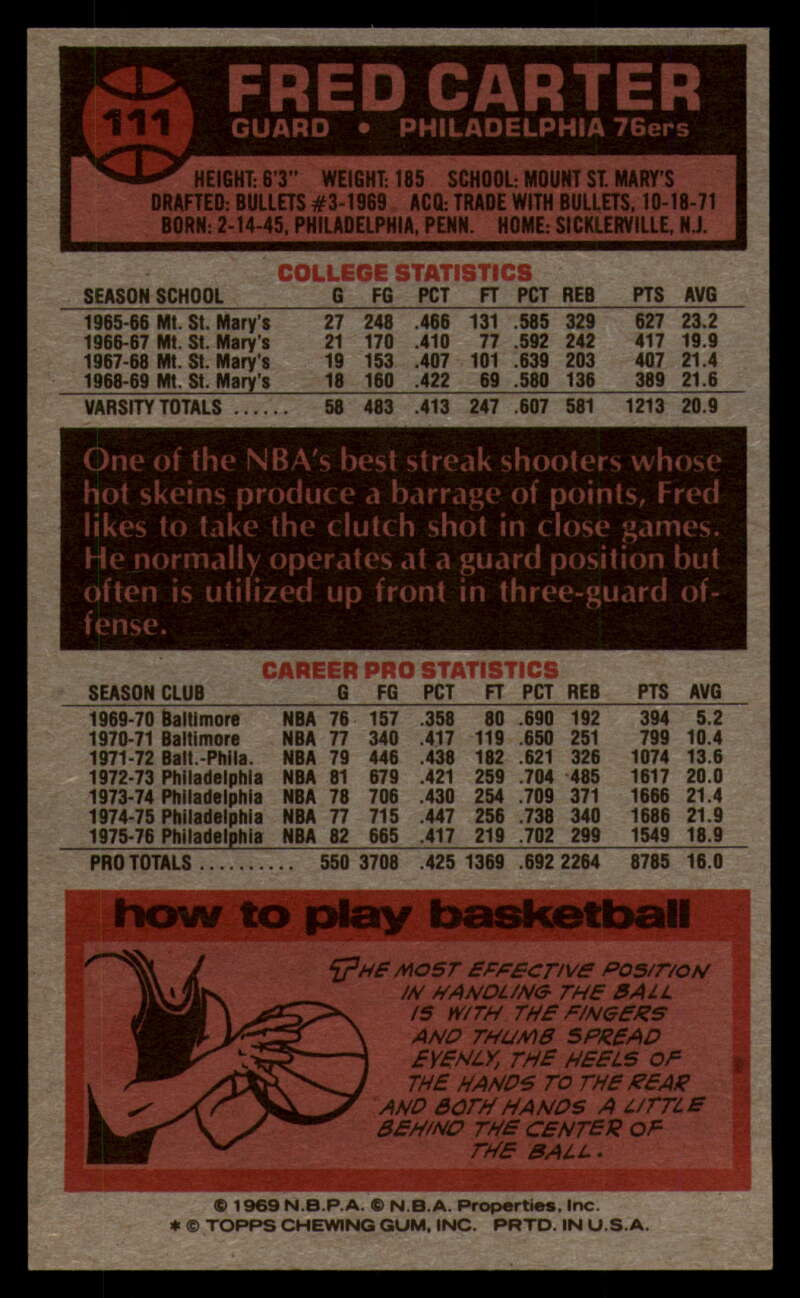 111
FRED CARTER
GUARD • PHILADELPHIA 76ers
HEIGHT: 6'3" WEIGHT: 185 SCHOOL: MOUNT ST. MARY'S
DRAFTED: BULLETS #3-1969 ACQ: TRADE WITH BULLETS, 10-18-71
BORN: 2-14-45, PHILADELPHIA, PENN. HOME: SICKLERVILLE, N.J.
COLLEGE STATISTICS
SEASON SCHOOL G FG PCT FT PCT REB PTS AVG
1965-66 Mt. St. Mary's 27 248 .466 131 .585 329 627 23.2
1966-67 Mt. St. Mary's 21 170 .410 77 .592 242 417 19.9
1967-68 Mt. St. Mary's 19 153 .407 101 .639 203 407 21.4
1968-69 Mt. St. Mary's 18 160 .422 69 .580 136 389 21.6
VARSITY TOTALS ...... 58 483 .413 247 .607 581 1213 20.9
One of the NBA's best streak shooters whose
hot skeins produce a barrage of points, Fred
likes to take the clutch shot in close games.
He normally operates at a guard position but
often is utilized up front in three-guard of-
fense.
CAREER PRO STATISTICS
SEASON CLUB G FG PCT FT PCT REB PTS AVG
1969-70 Baltimore NBA 76 157 .358 80 .690 192 394 5.2
1970-71 Baltimore NBA 77 340 .417 119 .650 251 799 10.4
1971-72 Balt.-Phila. NBA 79 446 .438 182 .621 326 1074 13.6
1972-73 Philadelphia NBA 81 679 .421 259 .704 485 1617 20.0
1973-74 Philadelphia NBA 78 706 .430 254 .709 371 1666 21.4
1974-75 Philadelphia NBA 77 715 .447 256 .738 340 1686 21.9
1975-76 Philadelphia NBA 82 665 .417 219 .702 299 1549 18.9
PRO TOTALS .......... 550 3708 .425 1369 .692 2264 8785 16.0
how to play basketball
THE MOST EFFECTIVE POSITION
IN HANDLING THE BALL
IS WITH THE FINGERS
AND THUMB SPREAD
EVENLY, THE HEELS OF
THE HANDS TO THE REAR
AND BOTH HANDS A LITTLE
BEHIND THE CENTER OF
THE BALL.
© 1969 N.B.P.A. © N.B.A. Properties, Inc.
* © TOPPS CHEWING GUM, INC. PRTD. IN U.S.A.